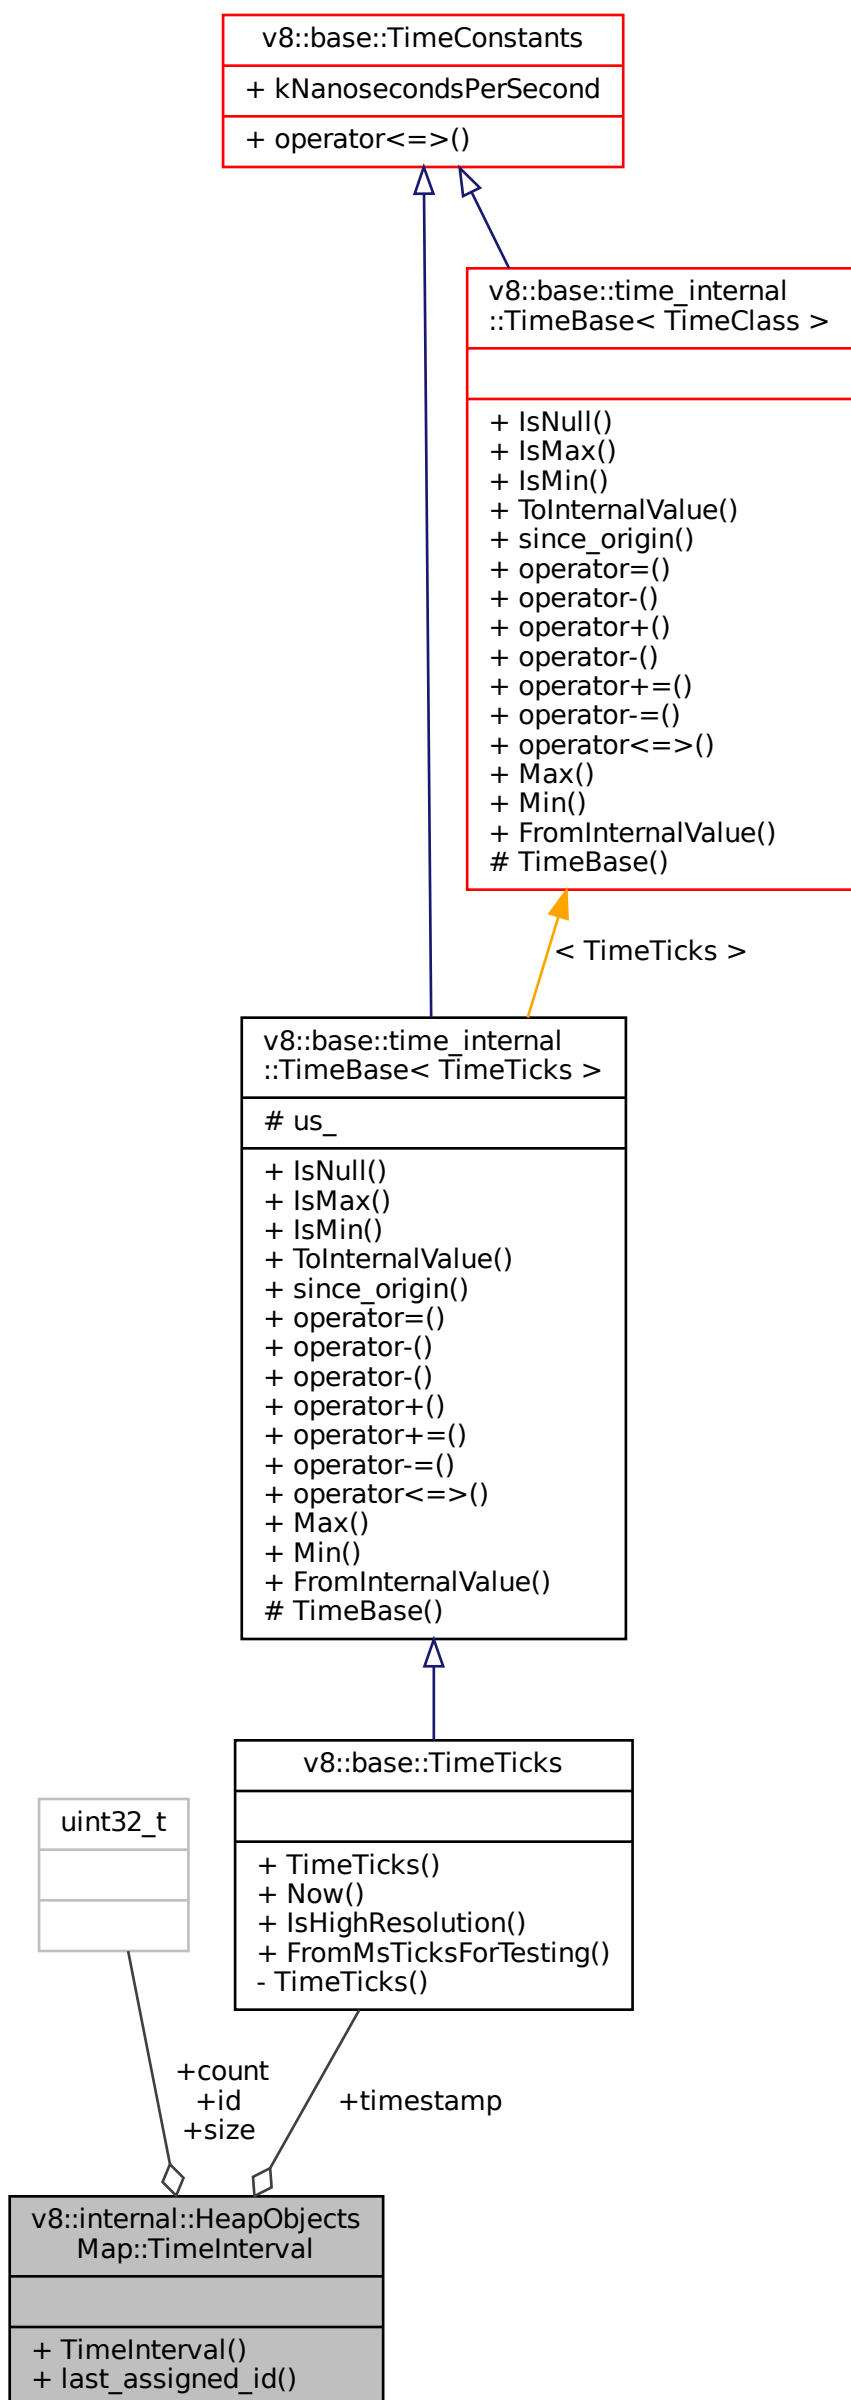 v8::base::TimeConstants
+ kNanosecondsPerSecond
+ operator<=>()
v8::base::time_internal
::TimeBase< TimeClass >
+ IsNull()
+ IsMax()
+ IsMin()
+ ToInternalValue()
+ since_origin()
+ operator=()
+ operator-()
+ operator+()
+ operator-()
+ operator+=()
+ operator-=()
+ operator<=>()
+ Max()
+ Min()
+ FromInternalValue()
# TimeBase()
< TimeTicks >
v8::base::time_internal
::TimeBase< TimeTicks >
# us_
+ IsNull()
+ IsMax()
+ IsMin()
+ ToInternalValue()
+ since_origin()
+ operator=()
+ operator-()
+ operator-()
+ operator+()
+ operator+=()
+ operator-=()
+ operator<=>()
+ Max()
+ Min()
+ FromInternalValue()
# TimeBase()
v8::base::TimeTicks
+ TimeTicks()
+ Now()
+ IsHighResolution()
+ FromMsTicksForTesting()
- TimeTicks()
uint32_t
+count
+id
+size
+timestamp
v8::internal::HeapObjects
Map::TimeInterval
+ TimeInterval()
+ last_assigned_id()